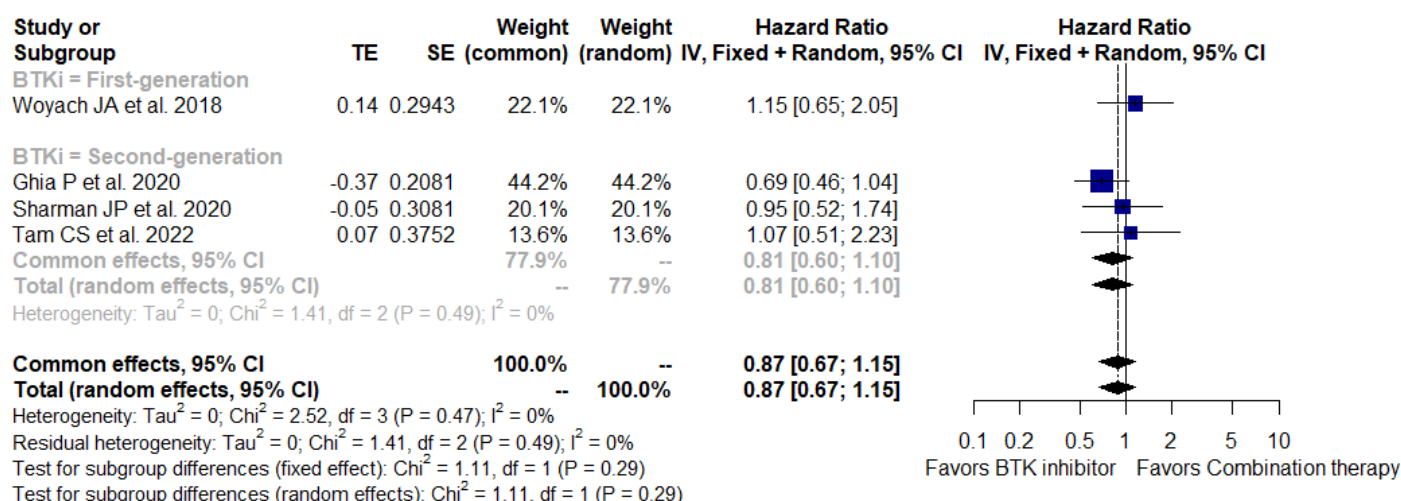 Study or Weight Weight Hazard Ratio Hazard Ratio
Subgroup TE SE (common) (random) IV, Fixed + Random, 95% CI IV, Fixed + Random, 95% CI
BTKi = First-generation
Woyach JA et al. 2018 0.14 0.2943 22.1% 22.1% 1.15 [0.65; 2.05]
BTKi = Second-generation
Ghia P et al. 2020 -0.37 0.2081 44.2% 44.2% 0.69 [0.46; 1.04]
Sharman JP et al. 2020 -0.05 0.3081 20.1% 20.1% 0.95 [0.52; 1.74]
Tam CS et al. 2022 0.07 0.3752 13.6% 13.6% 1.07 [0.51; 2.23]
Common effects, 95% CI 77.9% -- 0.81 [0.60; 1.10]
Total (random effects, 95% CI) -- 77.9% 0.81 [0.60; 1.10]
Heterogeneity: Tau² = 0; Chi² = 1.41, df = 2 (P = 0.49); I² = 0%
Common effects, 95% CI 100.0% -- 0.87 [0.67; 1.15]
Total (random effects, 95% CI) -- 100.0% 0.87 [0.67; 1.15]
Heterogeneity: Tau² = 0; Chi² = 2.52, df = 3 (P = 0.47); I² = 0%
Residual heterogeneity: Tau² = 0; Chi² = 1.41, df = 2 (P = 0.49); I² = 0%
0.1 0.2 0.5 1 2 5 10
Test for subgroup differences (fixed effect): Chi² = 1.11, df = 1 (P = 0.29)
Favors BTK inhibitor Favors Combination therapy
Test for subgroup differences (random effects): Chi² = 1.11, df = 1 (P = 0.29)